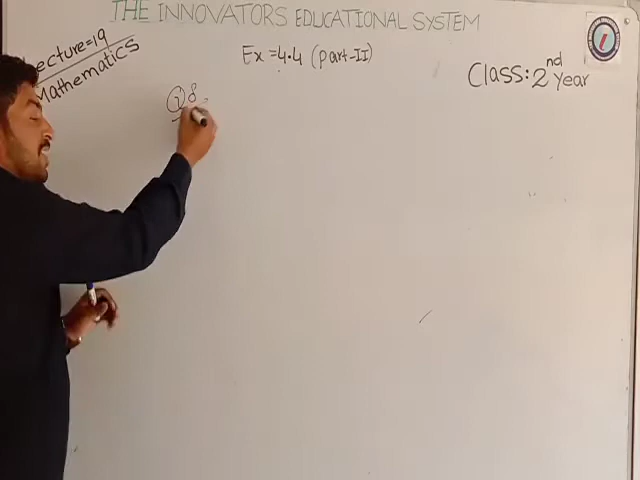 THE INNOVATORS EDUCATIONAL SYSTEM
Lecture=19
Mathematics
Ex=4.4 (part-II)
Class: 2nd year
Q8